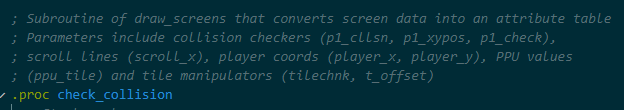 ; Subroutine of draw_screens that converts screen data into an attribute table
; Parameters include collision checkers (p1_cllsn, p1_xypos, p1_check),
; scroll lines (scroll_x), player coords (player_x, player_y), PPU values
; (ppu_tile) and tile manipulators (tilechnk, t_offset)
.proc check_collision